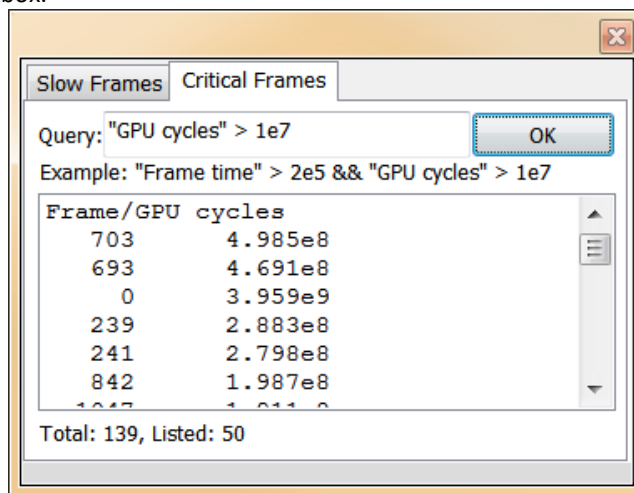 box.
Slow Frames Critical Frames
Query: "GPU cycles" > 1e7 OK
Example: "Frame time" > 2e5 && "GPU cycles" > 1e7
Frame/GPU cycles
703 4.985e8
693 4.691e8
0 3.959e9
239 2.883e8
241 2.798e8
842 1.987e8
Total: 139, Listed: 50